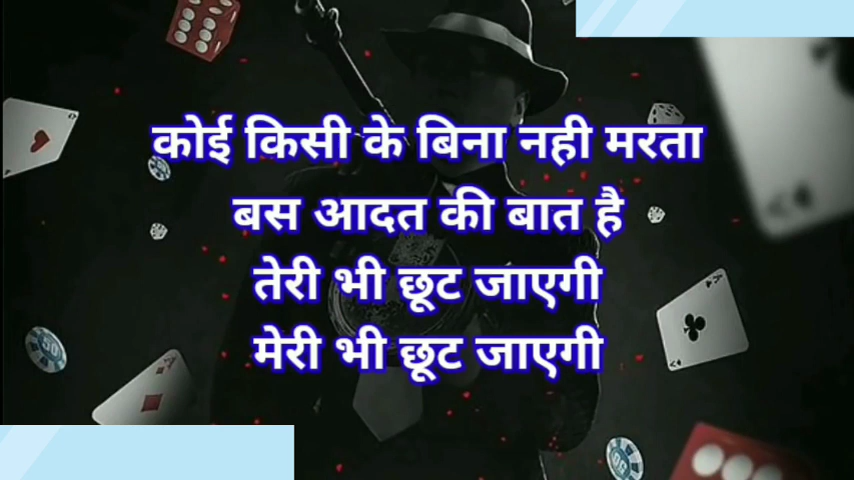 कोई किसी के बिना नही मरता
बस आदत की बात है
तेरी भी छूट जाएगी
मेरी भी छूट जाएगी